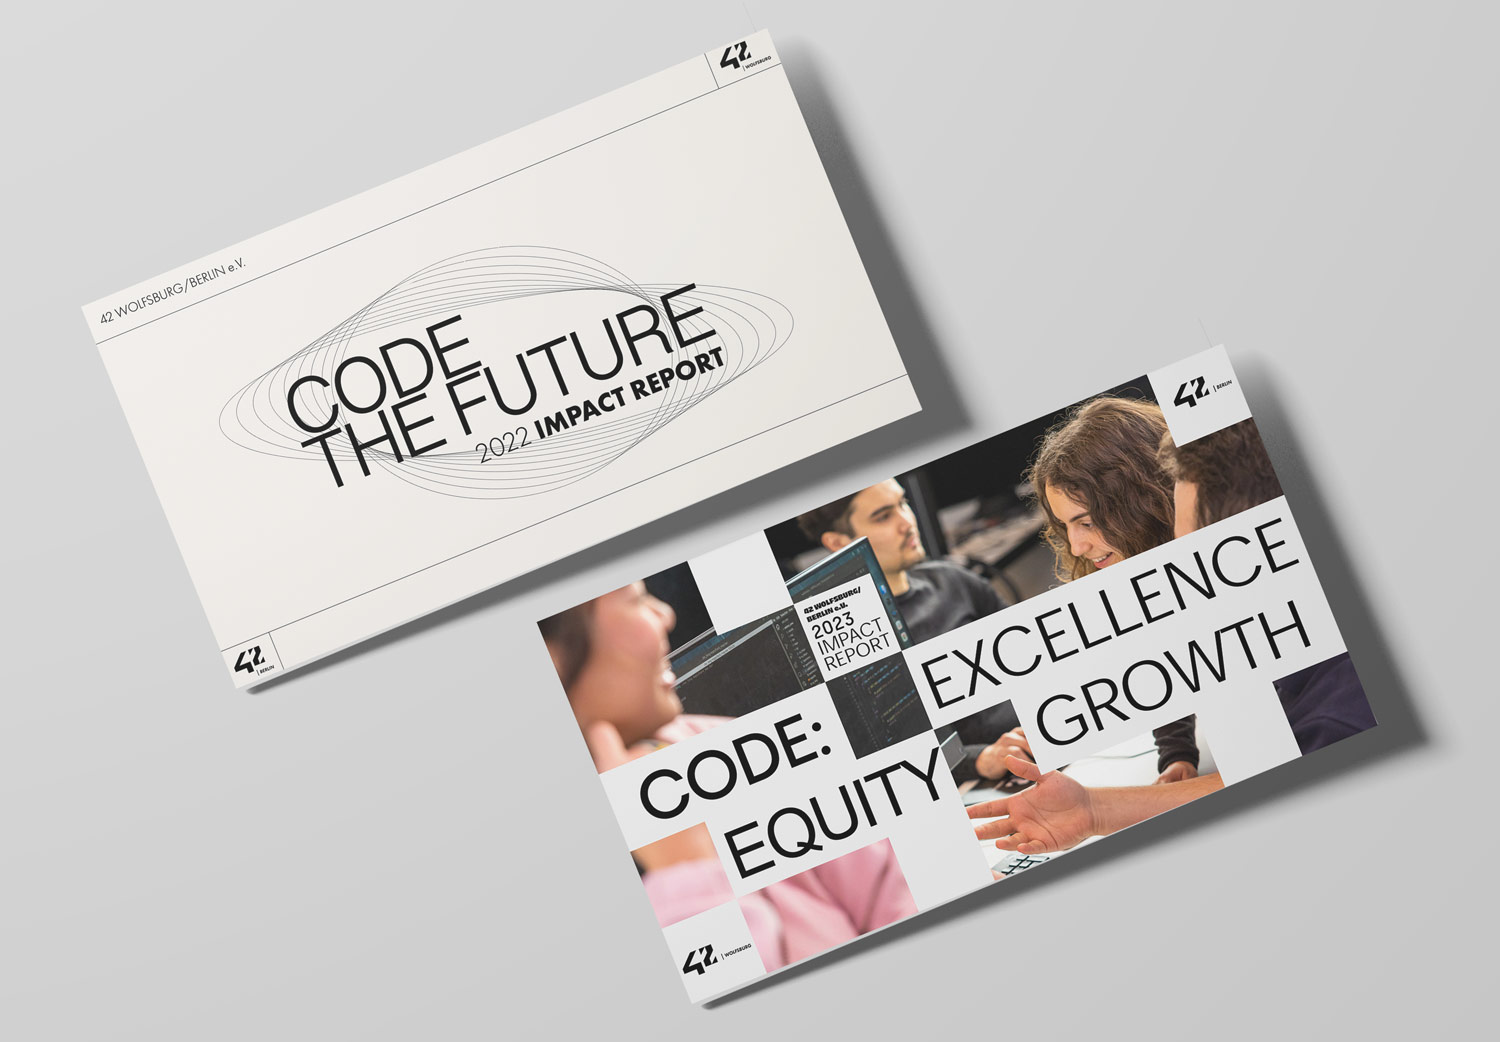 42 WOLFSBURG/BERLIN e.V.
42 | WOLFSBURG
CODE
THE FUTURE
2022 IMPACT REPORT
42 | BERLIN
42 | BERLIN
42 WOLFSBURG/
BERLIN e.V.
2023
IMPACT
REPORT
EXCELLENCE
GROWTH
CODE:
EQUITY
42 | WOLFSBURG